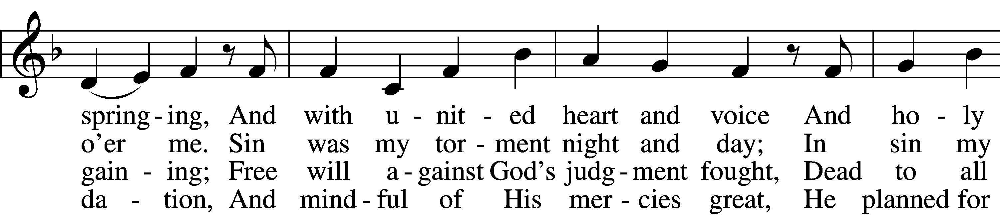 spring - ing, And with u - nit - ed heart and voice And ho - ly
o’er me. Sin was my tor - ment night and day; In sin my
gain - ing; Free will a - gainst God’s judg - ment fought, Dead to all
da - tion, And mind - ful of His mer - cies great, He planned for